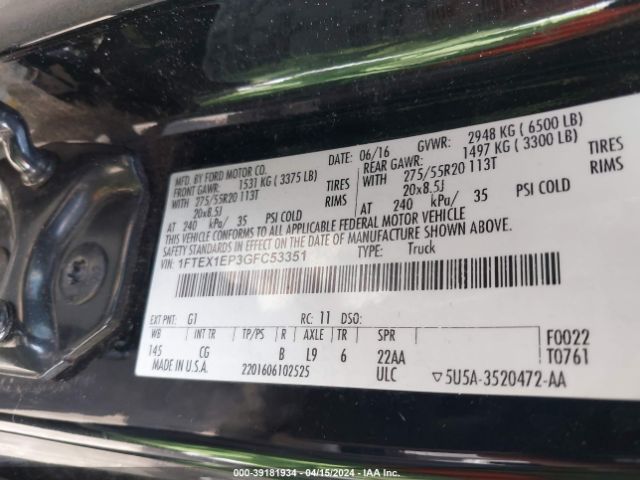 MFD. BY FORD MOTOR CO.
DATE: 06/16 GVWR: 2948 KG ( 6500 LB)
FRONT GAWR: 1531 KG ( 3375 LB)
REAR GAWR: 1497 KG ( 3300 LB)
WITH 275/55R20 113T TIRES
WITH 275/55R20 113T TIRES
20x8.5J RIMS
20x8.5J RIMS
AT 240 kPa/ 35 PSI COLD
AT 240 kPa/ 35 PSI COLD
THIS VEHICLE CONFORMS TO ALL APPLICABLE FEDERAL MOTOR VEHICLE
SAFETY STANDARDS IN EFFECT ON THE DATE OF MANUFACTURE SHOWN ABOVE.
VIN: 1FTEX1EP3GFC53351 TYPE: Truck
EXT PNT: G1 RC: 11 DSO:
WB INT TR TP/PS R AXLE TR SPR F0022
145 CG B L9 6 22AA T0761
MADE IN U.S.A. 2201606102525 ULC ▽5U5A-3520472-AA
000-39181934 - 04/15/2024 - IAA Inc.